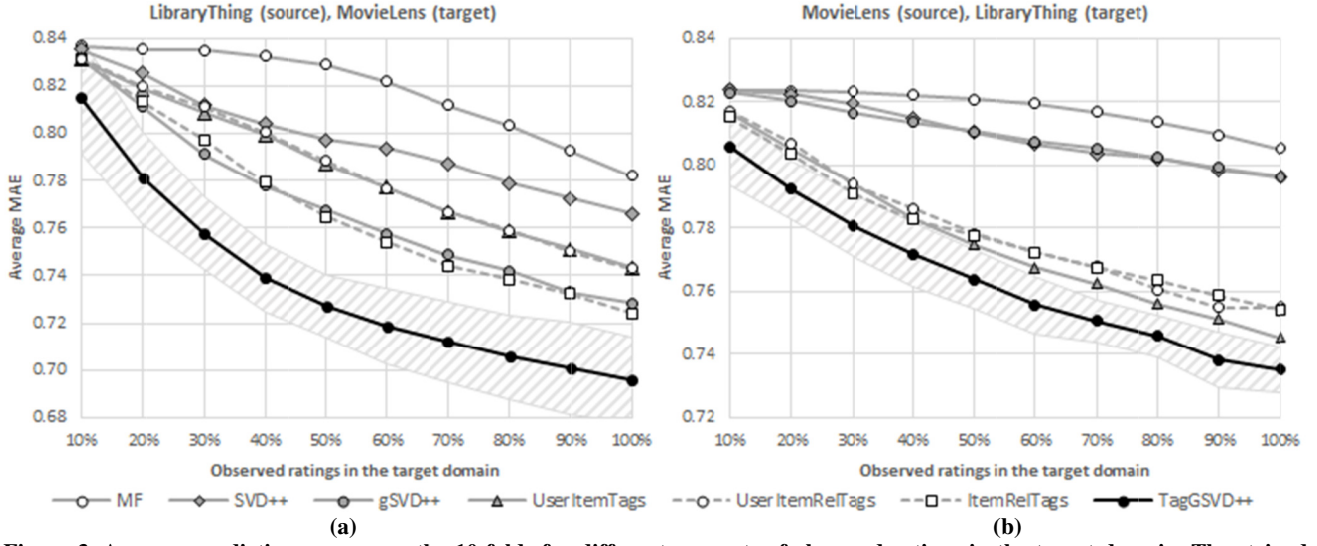 LibraryThing (source), MovieLens (target)
0.84
0.82
0.80
0.78
0.76
0.74
0.72
0.70
0.68
Average MAE
10% 20% 30% 40% 50% 60% 70% 80% 90% 100%
Observed ratings in the target domain
MovieLens (source), LibraryThing (target)
0.84
0.82
0.80
0.78
0.76
0.74
0.72
Average MAE
10% 20% 30% 40% 50% 60% 70% 80% 90% 100%
Observed ratings in the target domain
MF SVD++ gSVD++ UserItemTags UserItemRelTags ItemRelTags TagGSVD++
(a) (b)